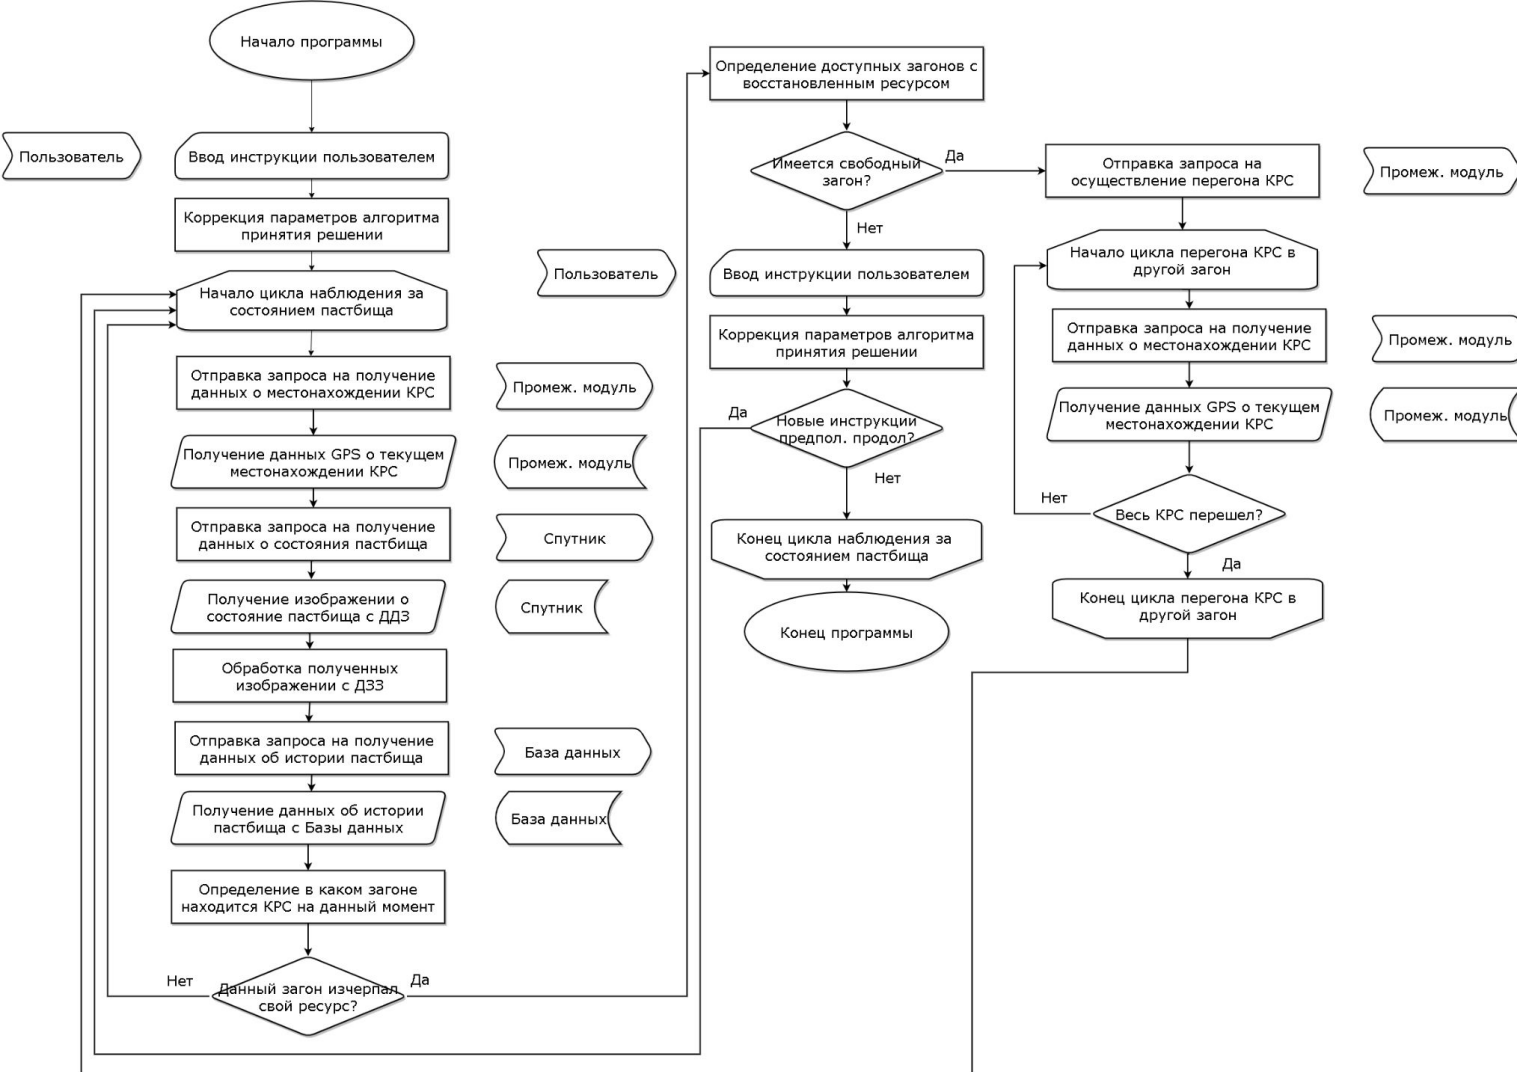 Начало программы
Пользователь
Ввод инструкции пользователем
Коррекция параметров алгоритма
принятия решении
Начало цикла наблюдения за
состоянием пастбища
Отправка запроса на получение
данных о местонахождении КРС
Промеж. модуль
Получение данных GPS о текущем
местонахождении КРС
Промеж. модуль
Отправка запроса на получение
данных о состояния пастбища
Спутник
Получение изображении о
состояние пастбища с ДДЗ
Спутник
Обработка полученных
изображении с ДЗЗ
Отправка запроса на получение
данных об истории пастбища
База данных
Получение данных об истории
пастбища с Базы данных
База данных
Определение в каком загоне
находится КРС на данный момент
Данный загон изчерпал
свой ресурс?
Нет
Да
Определение доступных загонов с
восстановленным ресурсом
Имеется свободный
загон?
Да
Нет
Пользователь
Ввод инструкции пользователем
Коррекция параметров алгоритма
принятия решении
Новые инструкции
предпол. продол?
Да
Нет
Конец цикла наблюдения за
состоянием пастбища
Конец программы
Отправка запроса на
осуществление перегона КРС
Промеж. модуль
Начало цикла перегона КРС в
другой загон
Отправка запроса на получение
данных о местонахождении КРС
Промеж. модуль
Получение данных GPS о текущем
местонахождении КРС
Промеж. модуль
Весь КРС перешел?
Нет
Да
Конец цикла перегона КРС в
другой загон